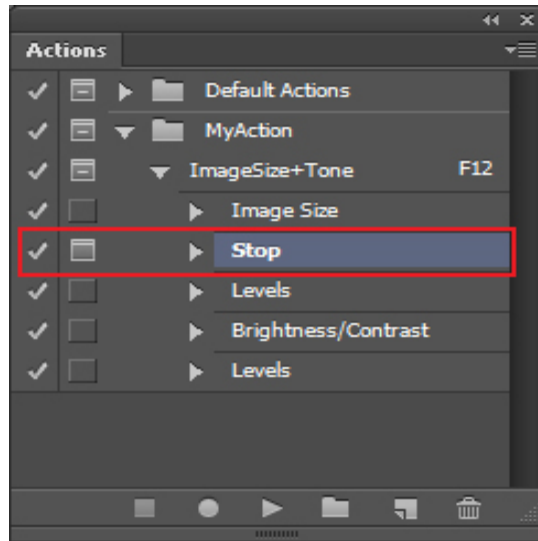 Actions
Default Actions
MyAction
ImageSize+Tone F12
Image Size
Stop
Levels
Brightness/Contrast
Levels